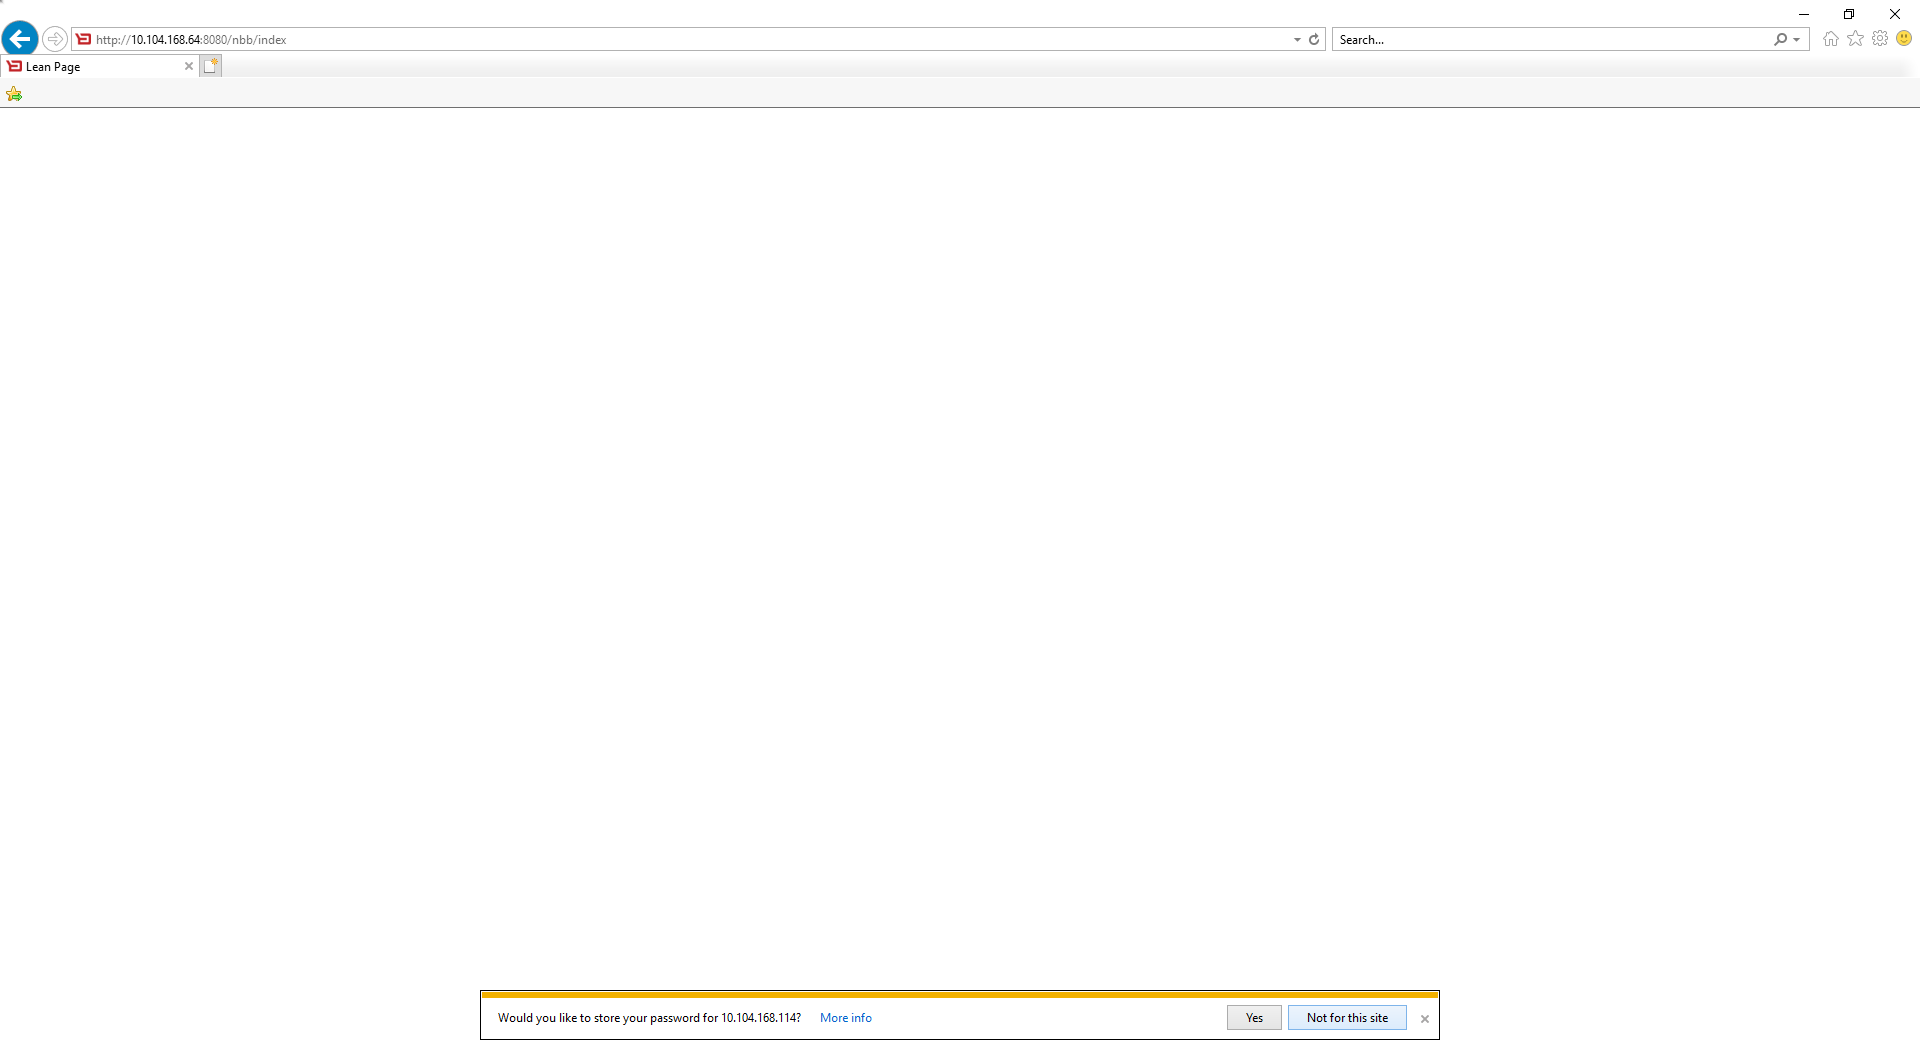 http://10.104.168.64:8080/nbb/index
Search...
Lean Page
Would you like to store your password for 10.104.168.114? More info Yes Not for this site